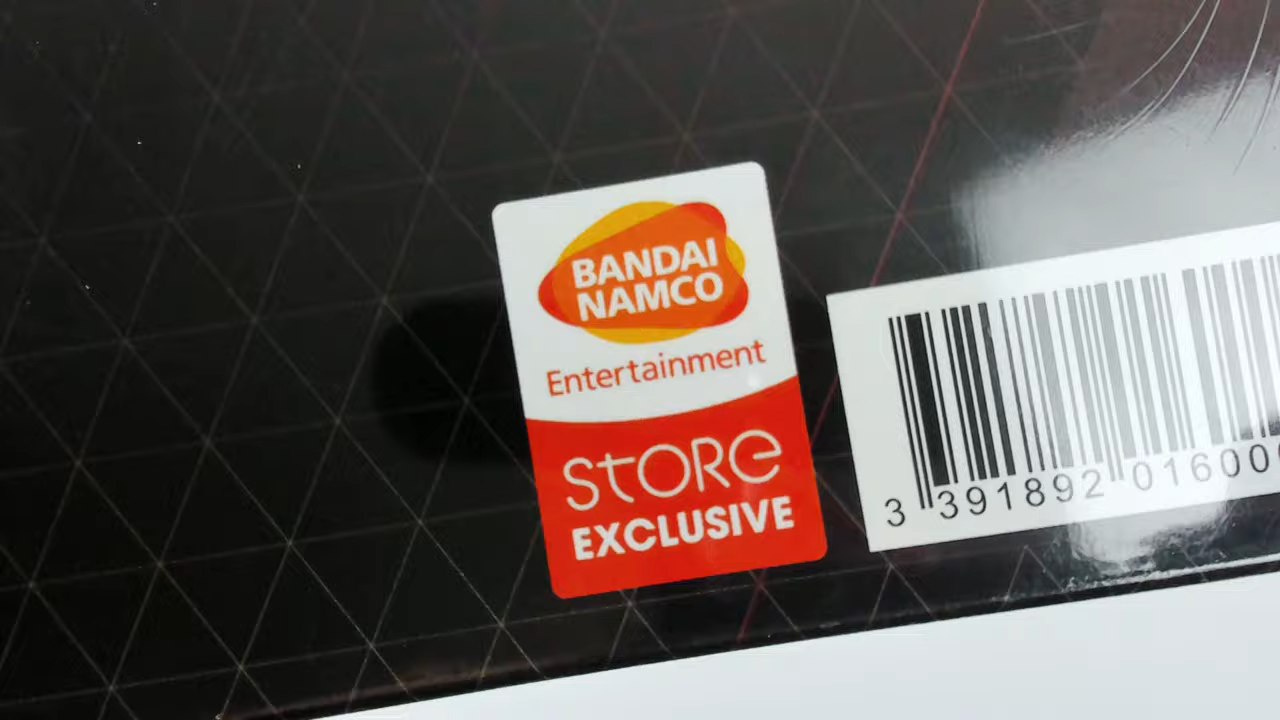 BANDAI
NAMCO
Entertainment
STORE
EXCLUSIVE
3 391892 01600